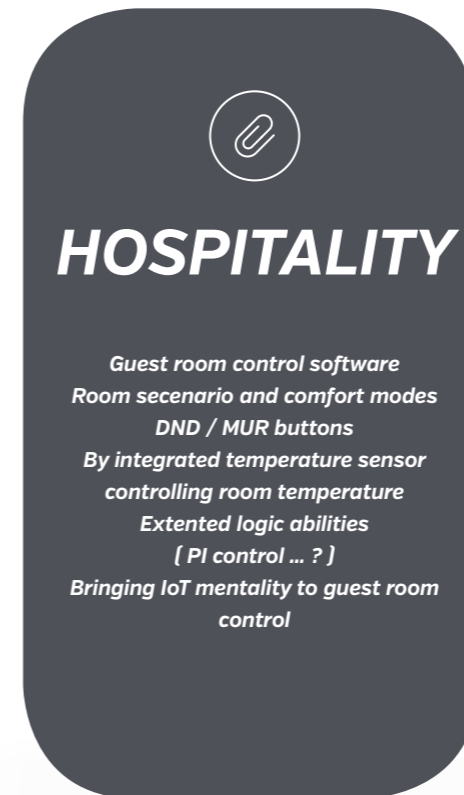 HOSPITALITY
Guest room control software
Room secenario and comfort modes
DND / MUR buttons
By integrated temperature sensor
controlling room temperature
Extented logic abilities
( PI control ... ? )
Bringing IoT mentality to guest room
control